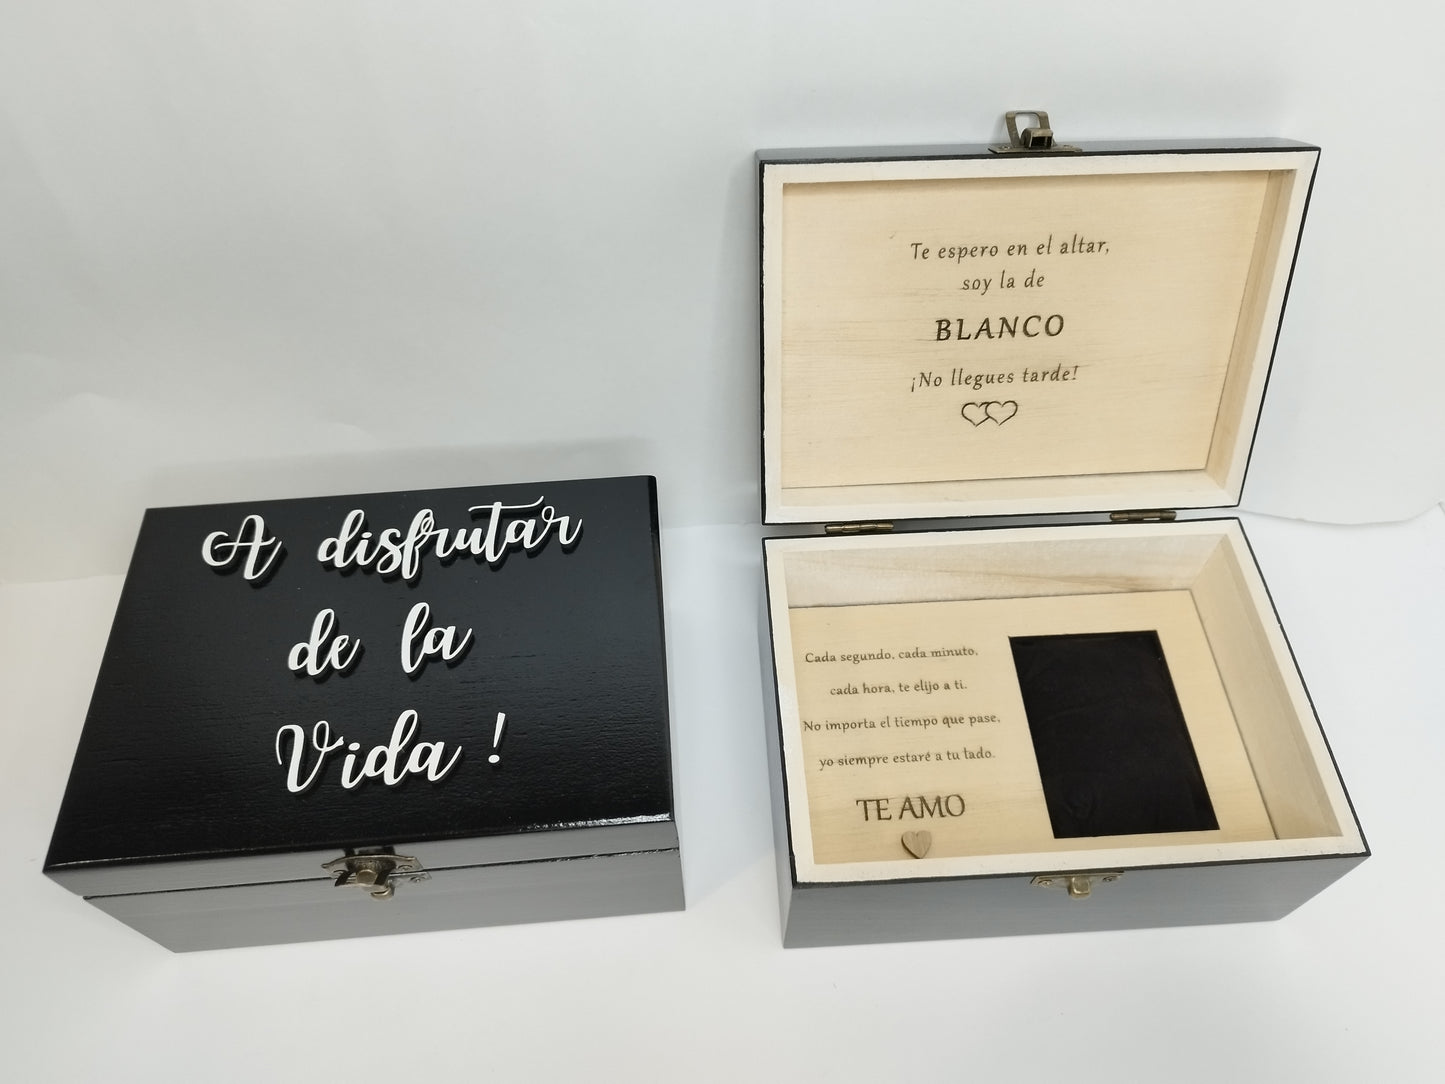 A disfrutar
de la
Vida !
Te espero en el altar,
soy la de
BLANCO
¡No llegues tarde!
Cada segundo, cada minuto,
cada hora, te elijo a ti.
No importa el tiempo que pase,
yo siempre estaré a tu lado.
TE AMO